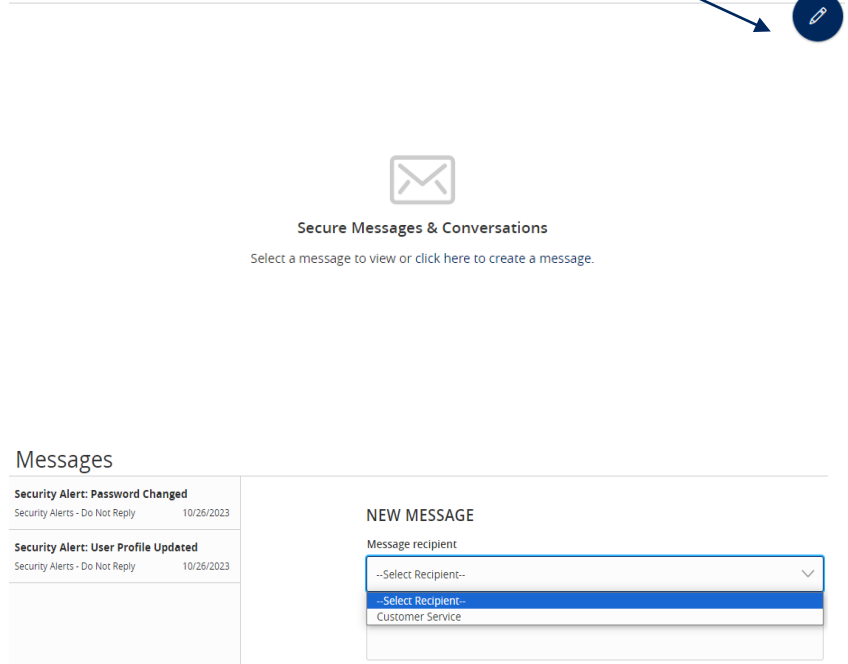 Secure Messages & Conversations
Select a message to view or click here to create a message.
Messages
Security Alert: Password Changed
Security Alerts - Do Not Reply 10/26/2023
Security Alert: User Profile Updated
Security Alerts - Do Not Reply 10/26/2023
NEW MESSAGE
Message recipient
--Select Recipient--
--Select Recipient--
Customer Service